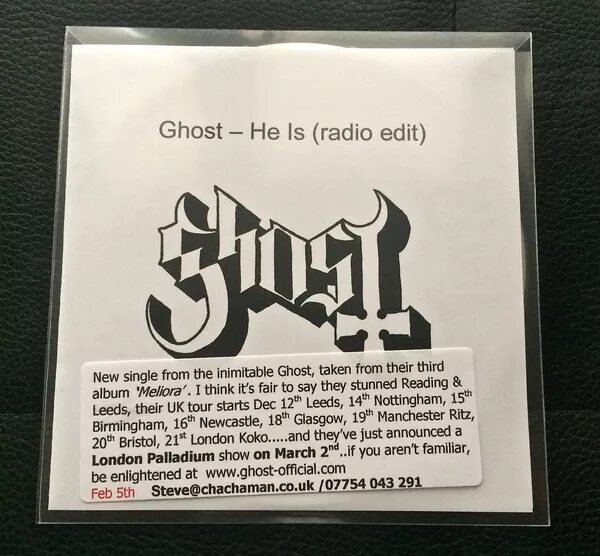 Ghost – He Is (radio edit)
Ghost
New single from the inimitable Ghost, taken from their third
album 'Meliora'. I think it's fair to say they stunned Reading &
Leeds, their UK tour starts Dec 12th Leeds, 14th Nottingham, 15th
Birmingham, 16th Newcastle, 18th Glasgow, 19th Manchester Ritz,
20th Bristol, 21st London Koko.....and they've just announced a
London Palladium show on March 2nd..if you aren't familiar,
be enlightened at www.ghost-official.com
Feb 5th Steve@chachaman.co.uk /07754 043 291